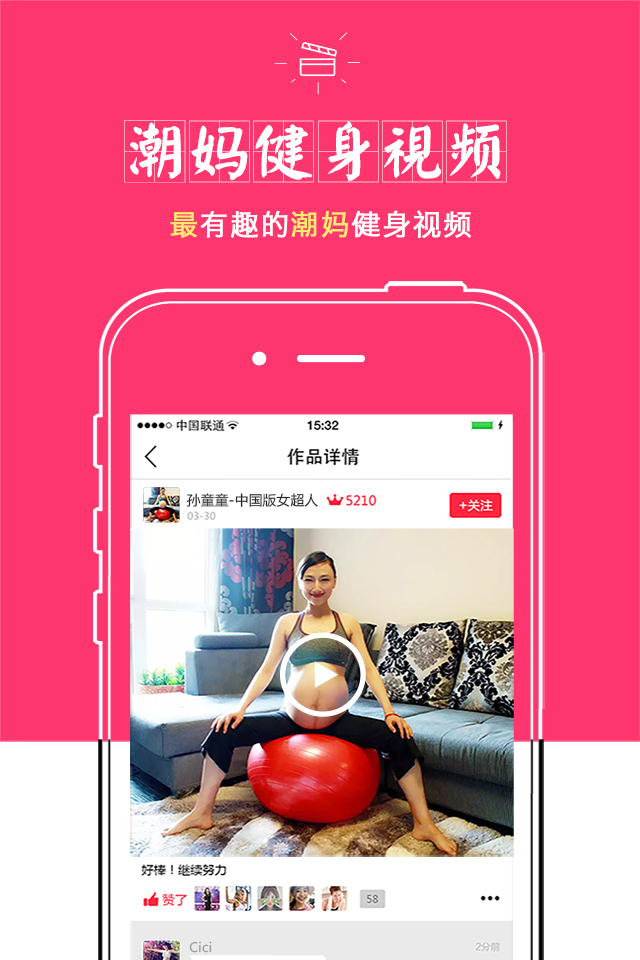 潮妈健身視频
最有趣的潮妈健身视频
中国联通 15:32
作品详情
孙童童-中国版女超人 5210
03-30
+关注
好棒！继续努力
赞了 58
Cici
2分前